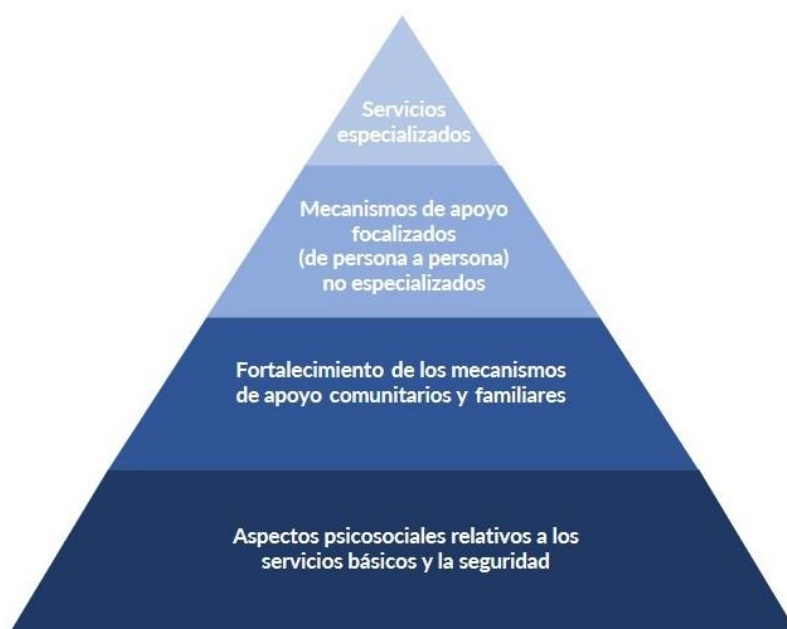 Servicios
especializados
Mecanismos de apoyo
focalizados
(de persona a persona)
no especializados
Fortalecimiento de los mecanismos
de apoyo comunitarios y familiares
Aspectos psicosociales relativos a los
servicios básicos y la seguridad